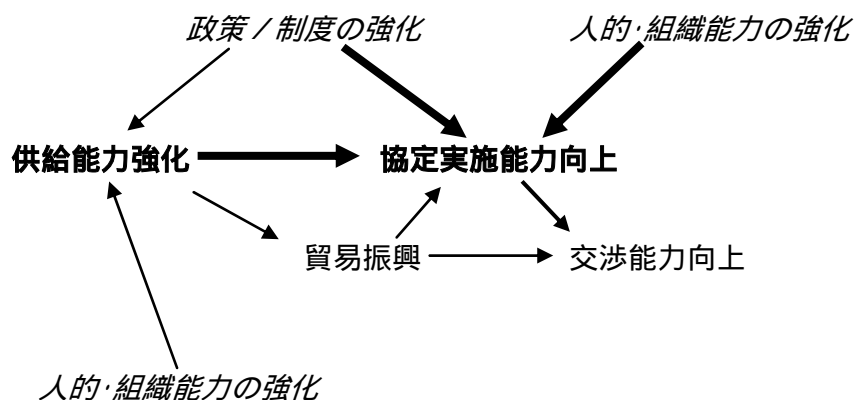 政策／制度の強化
人的・組織能力の強化
供給能力強化
協定実施能力向上
貿易振興
交渉能力向上
人的・組織能力の強化